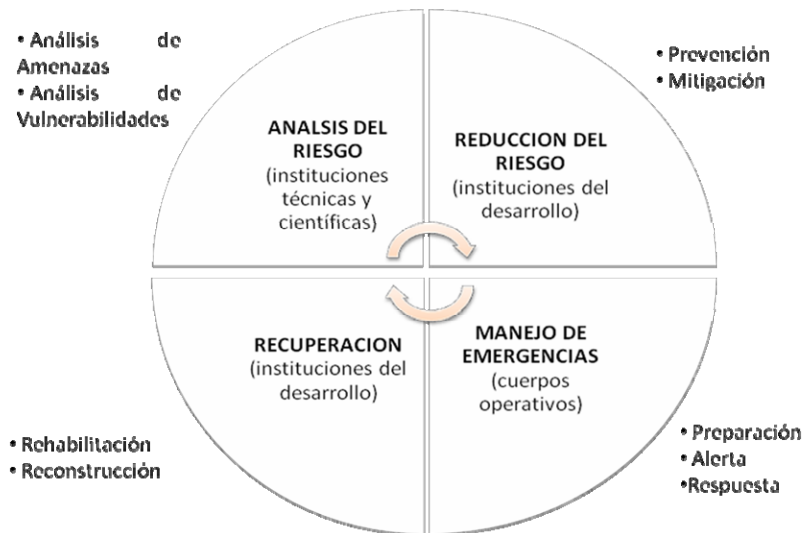 • Análisis de
Amenazas
• Análisis de
Vulnerabilidades
ANALSIS DEL
RIESGO
(instituciones
técnicas y
científicas)
• Prevención
• Mitigación
REDUCCION DEL
RIESGO
(instituciones del
desarrollo)
RECUPERACION
(instituciones del
desarrollo)
• Rehabilitación
• Reconstrucción
MANEJO DE
EMERGENCIAS
(cuerpos
operativos)
• Preparación
• Alerta
•Respuesta